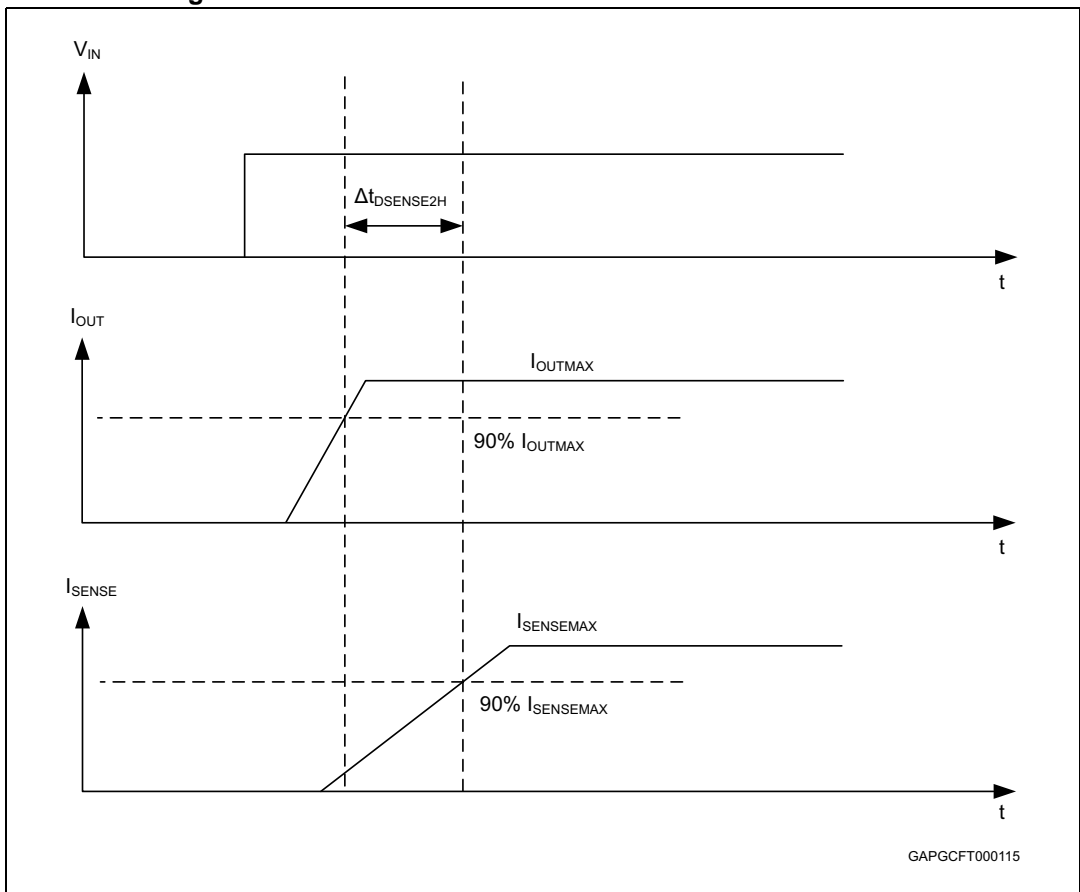 V_IN
Δt_DSENSE2H
t
I_OUT
I_OUTMAX
90% I_OUTMAX
t
I_SENSE
I_SENSEMAX
90% I_SENSEMAX
t
GAPGCFT000115